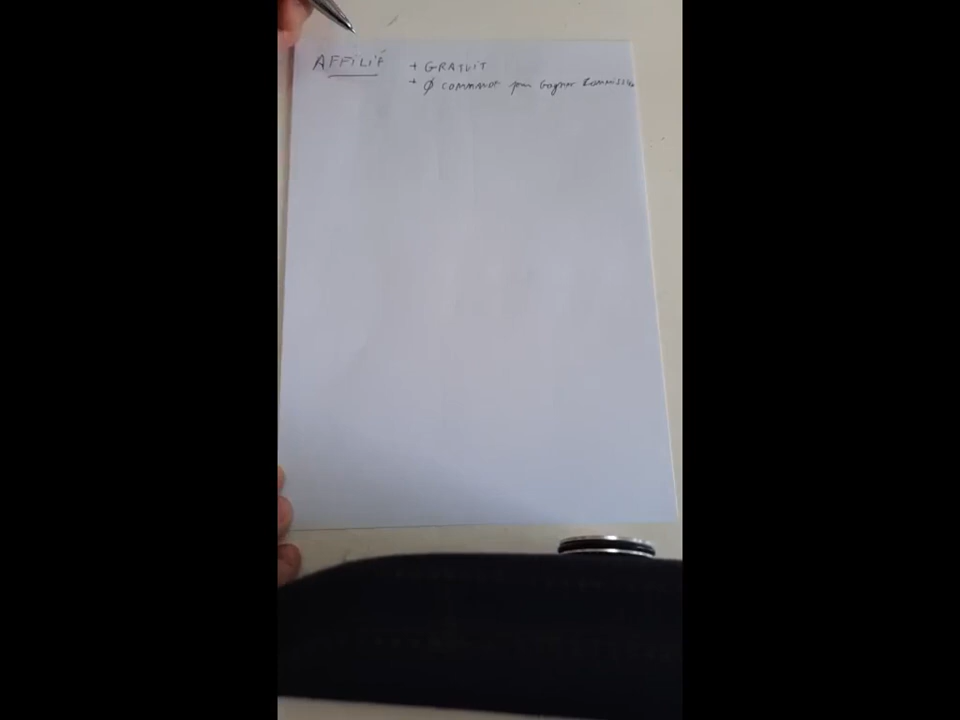 AFFILIÉ + GRATUIT
+ Ø COMMANDE pour Gagner Commission